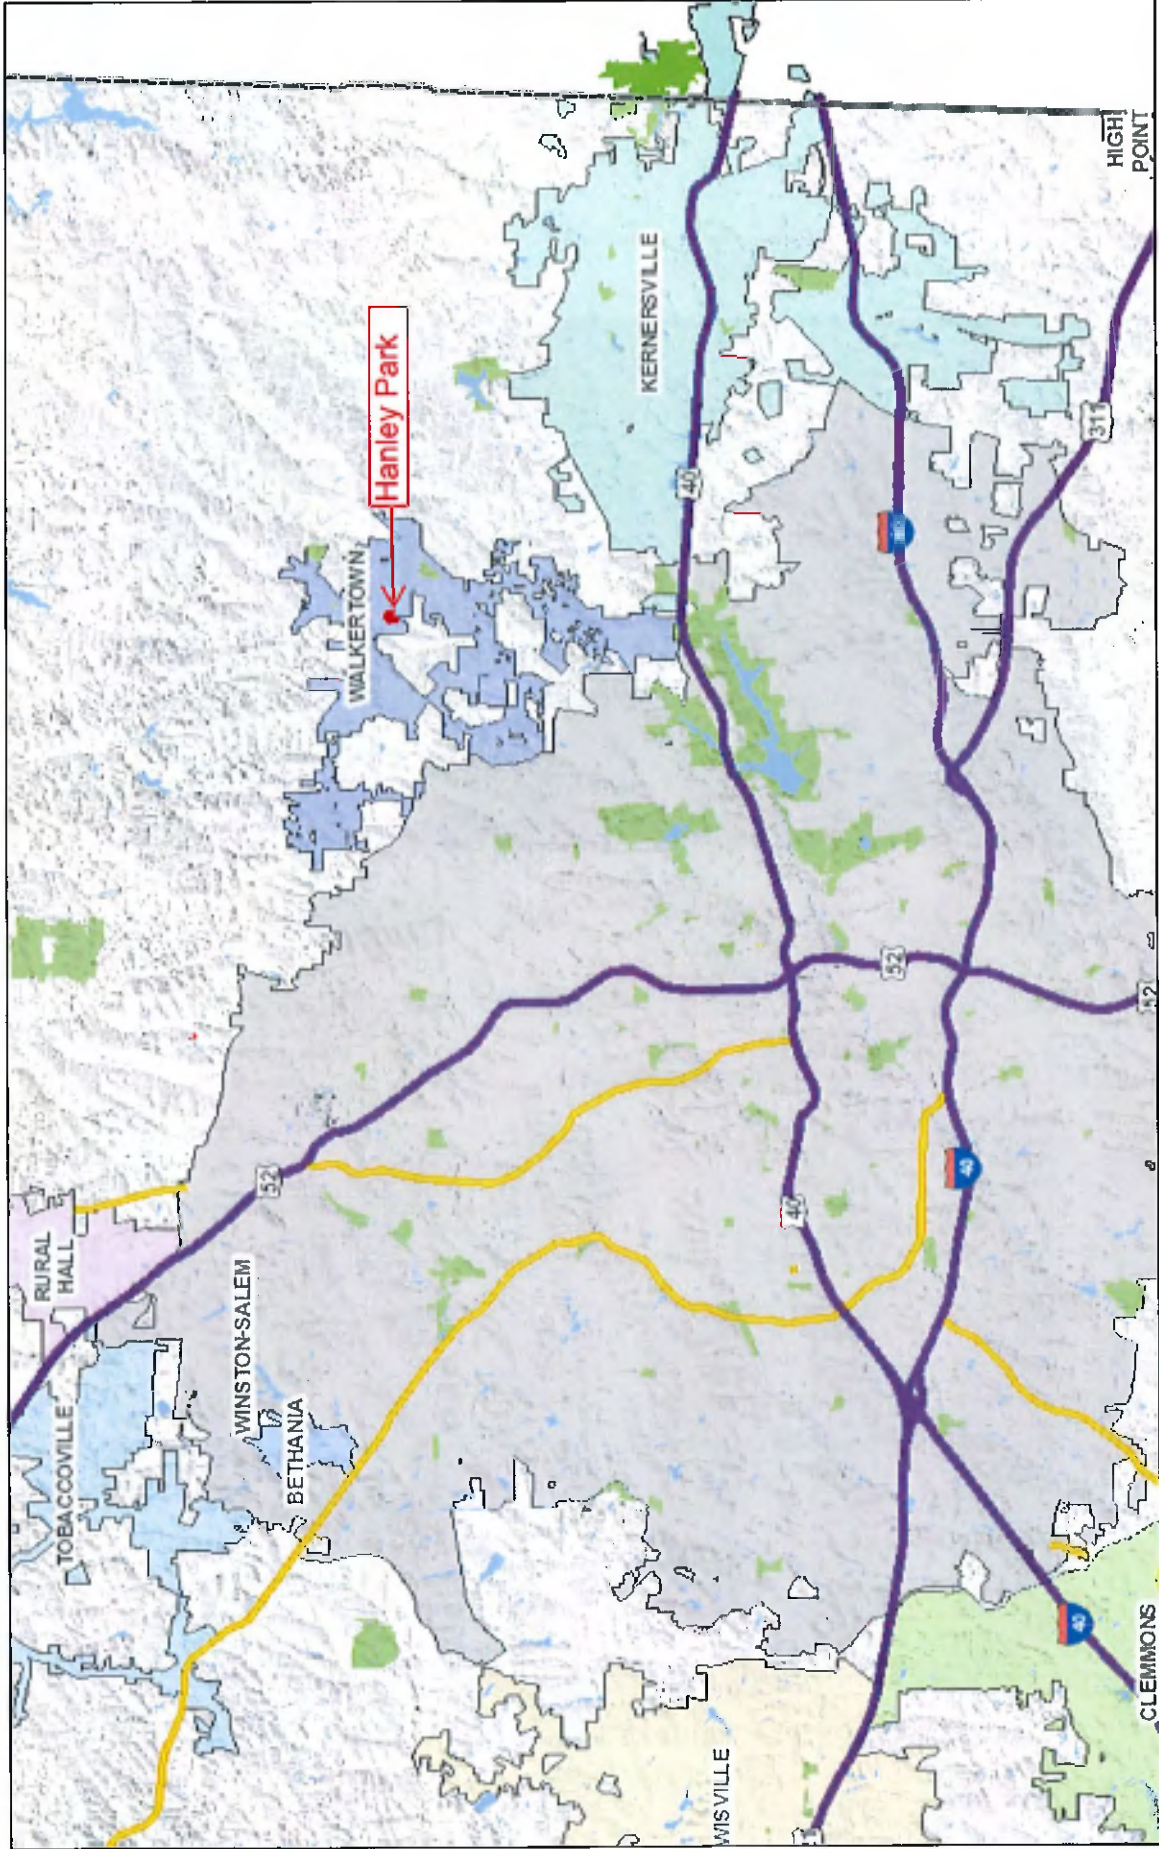 RURAL
HALL
TOBACCOVILLE
WINSTON-SALEM
52
BETHANIA
WALKERTOWN
Hanley Park
KERNERSVILLE
40
WISVILLE
40
52
40
40
311
HIGH
POINT
CLEMMONS
52